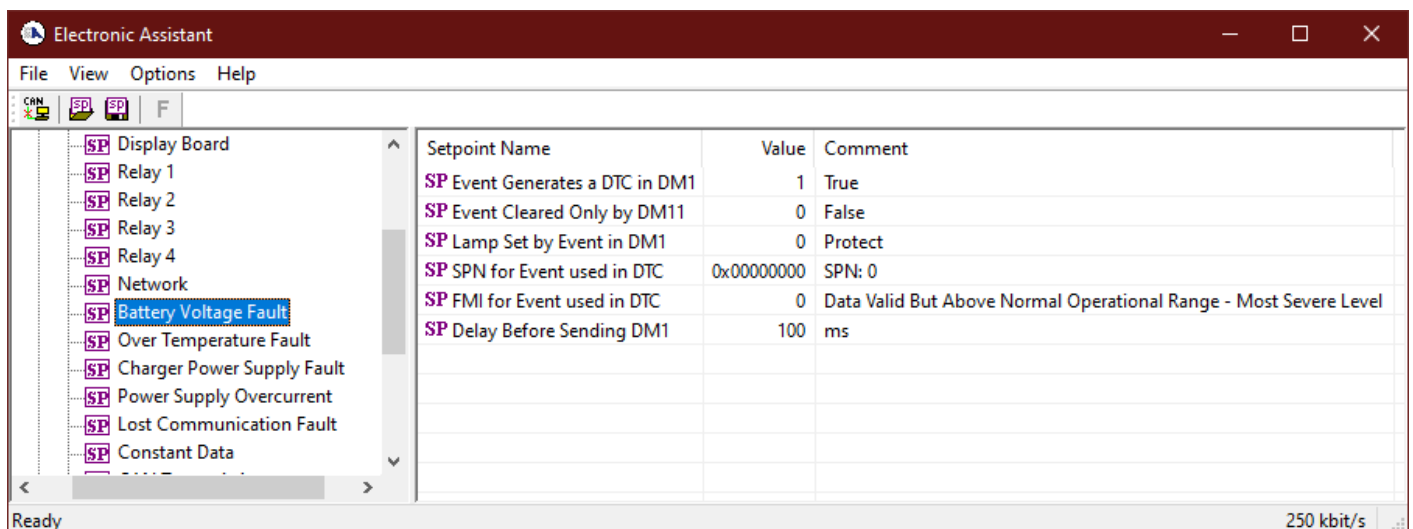 Electronic Assistant
File View Options Help
CAN SP SP F
SP Display Board
SP Relay 1
SP Relay 2
SP Relay 3
SP Relay 4
SP Network
SP Battery Voltage Fault
SP Over Temperature Fault
SP Charger Power Supply Fault
SP Power Supply Overcurrent
SP Lost Communication Fault
SP Constant Data
Setpoint Name Value Comment
SP Event Generates a DTC in DM1 1 True
SP Event Cleared Only by DM11 0 False
SP Lamp Set by Event in DM1 0 Protect
SP SPN for Event used in DTC 0x00000000 SPN: 0
SP FMI for Event used in DTC 0 Data Valid But Above Normal Operational Range - Most Severe Level
SP Delay Before Sending DM1 100 ms
Ready 250 kbit/s